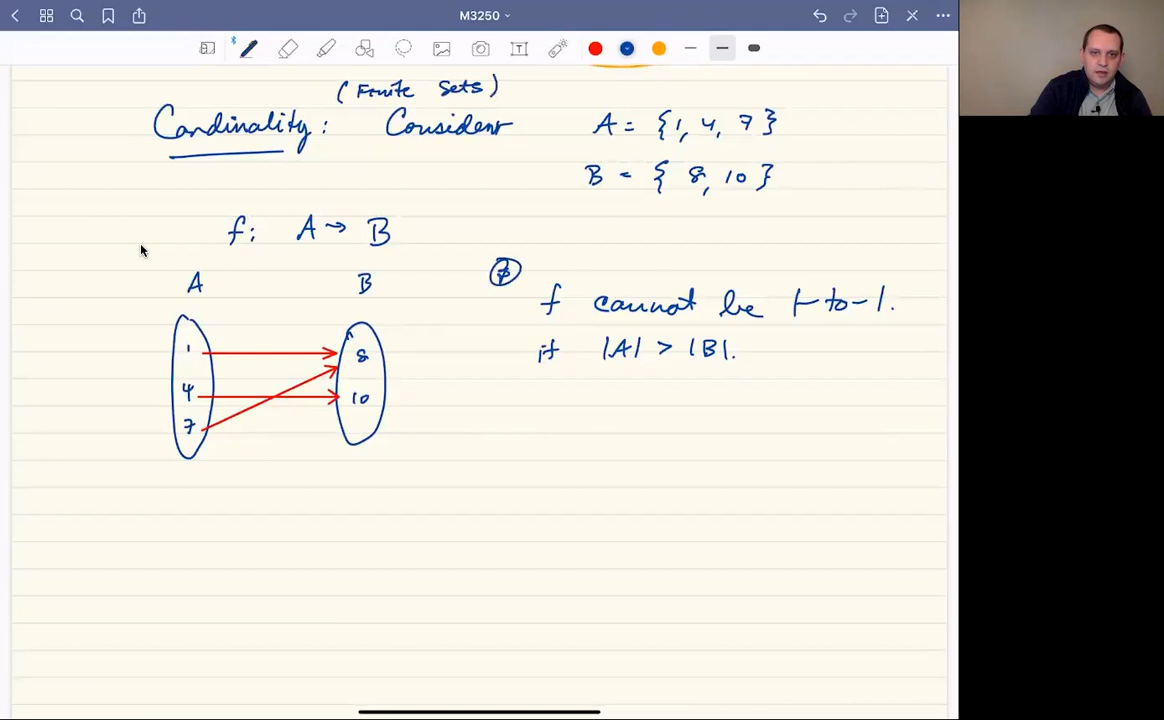 M3250
(Finite Sets)
Cardinality: Consider A = {1, 4, 7}
B = { 8, 10 }
f: A → B
A B
f cannot be 1-to-1.
if |A| > |B|.
1 8
4 10
7